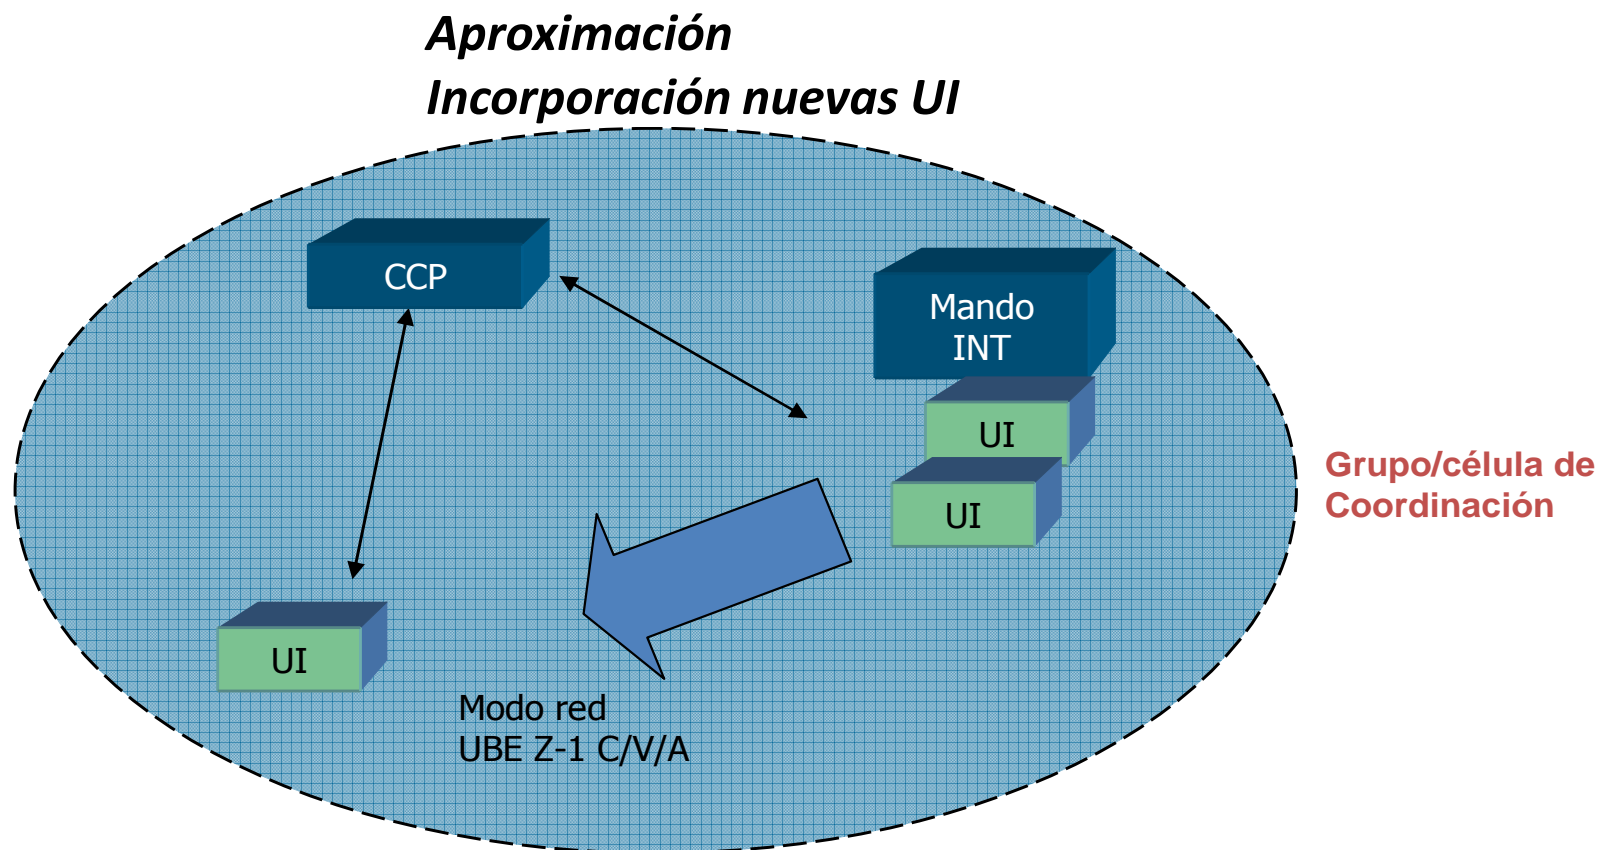 Aproximación
Incorporación nuevas UI
CCP
Mando
INT
UI
UI
Grupo/célula de
Coordinación
UI
Modo red
UBE Z-1 C/V/A